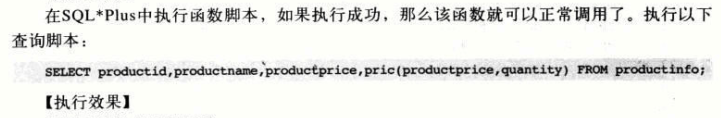 在SQL*Plus中执行函数脚本，如果执行成功，那么该函数就可以正常调用了。执行以下
查询脚本：
SELECT productid,productname,productprice,pric(productprice,quantity) FROM productinfo;
【执行效果】